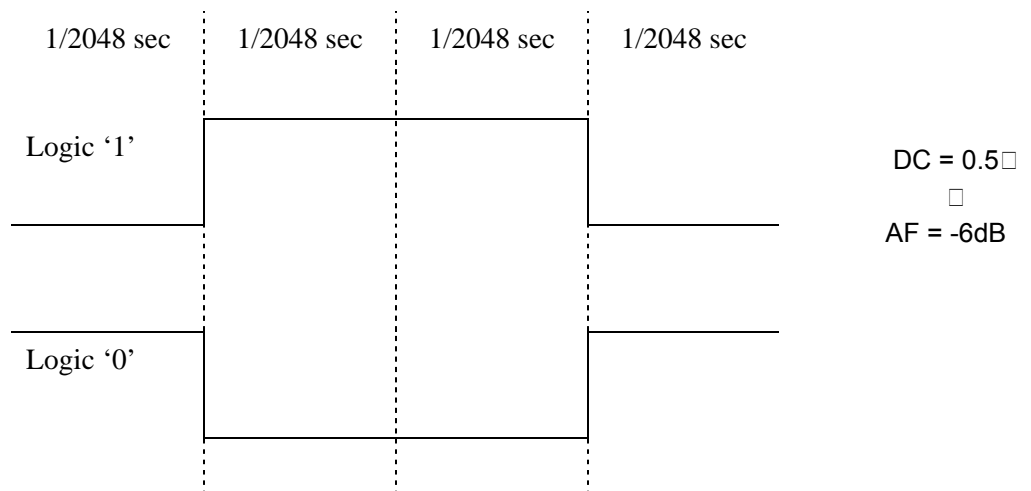 1/2048 sec 1/2048 sec 1/2048 sec 1/2048 sec
Logic ‘1’
DC = 0.5□
□
AF = -6dB
Logic ‘0’